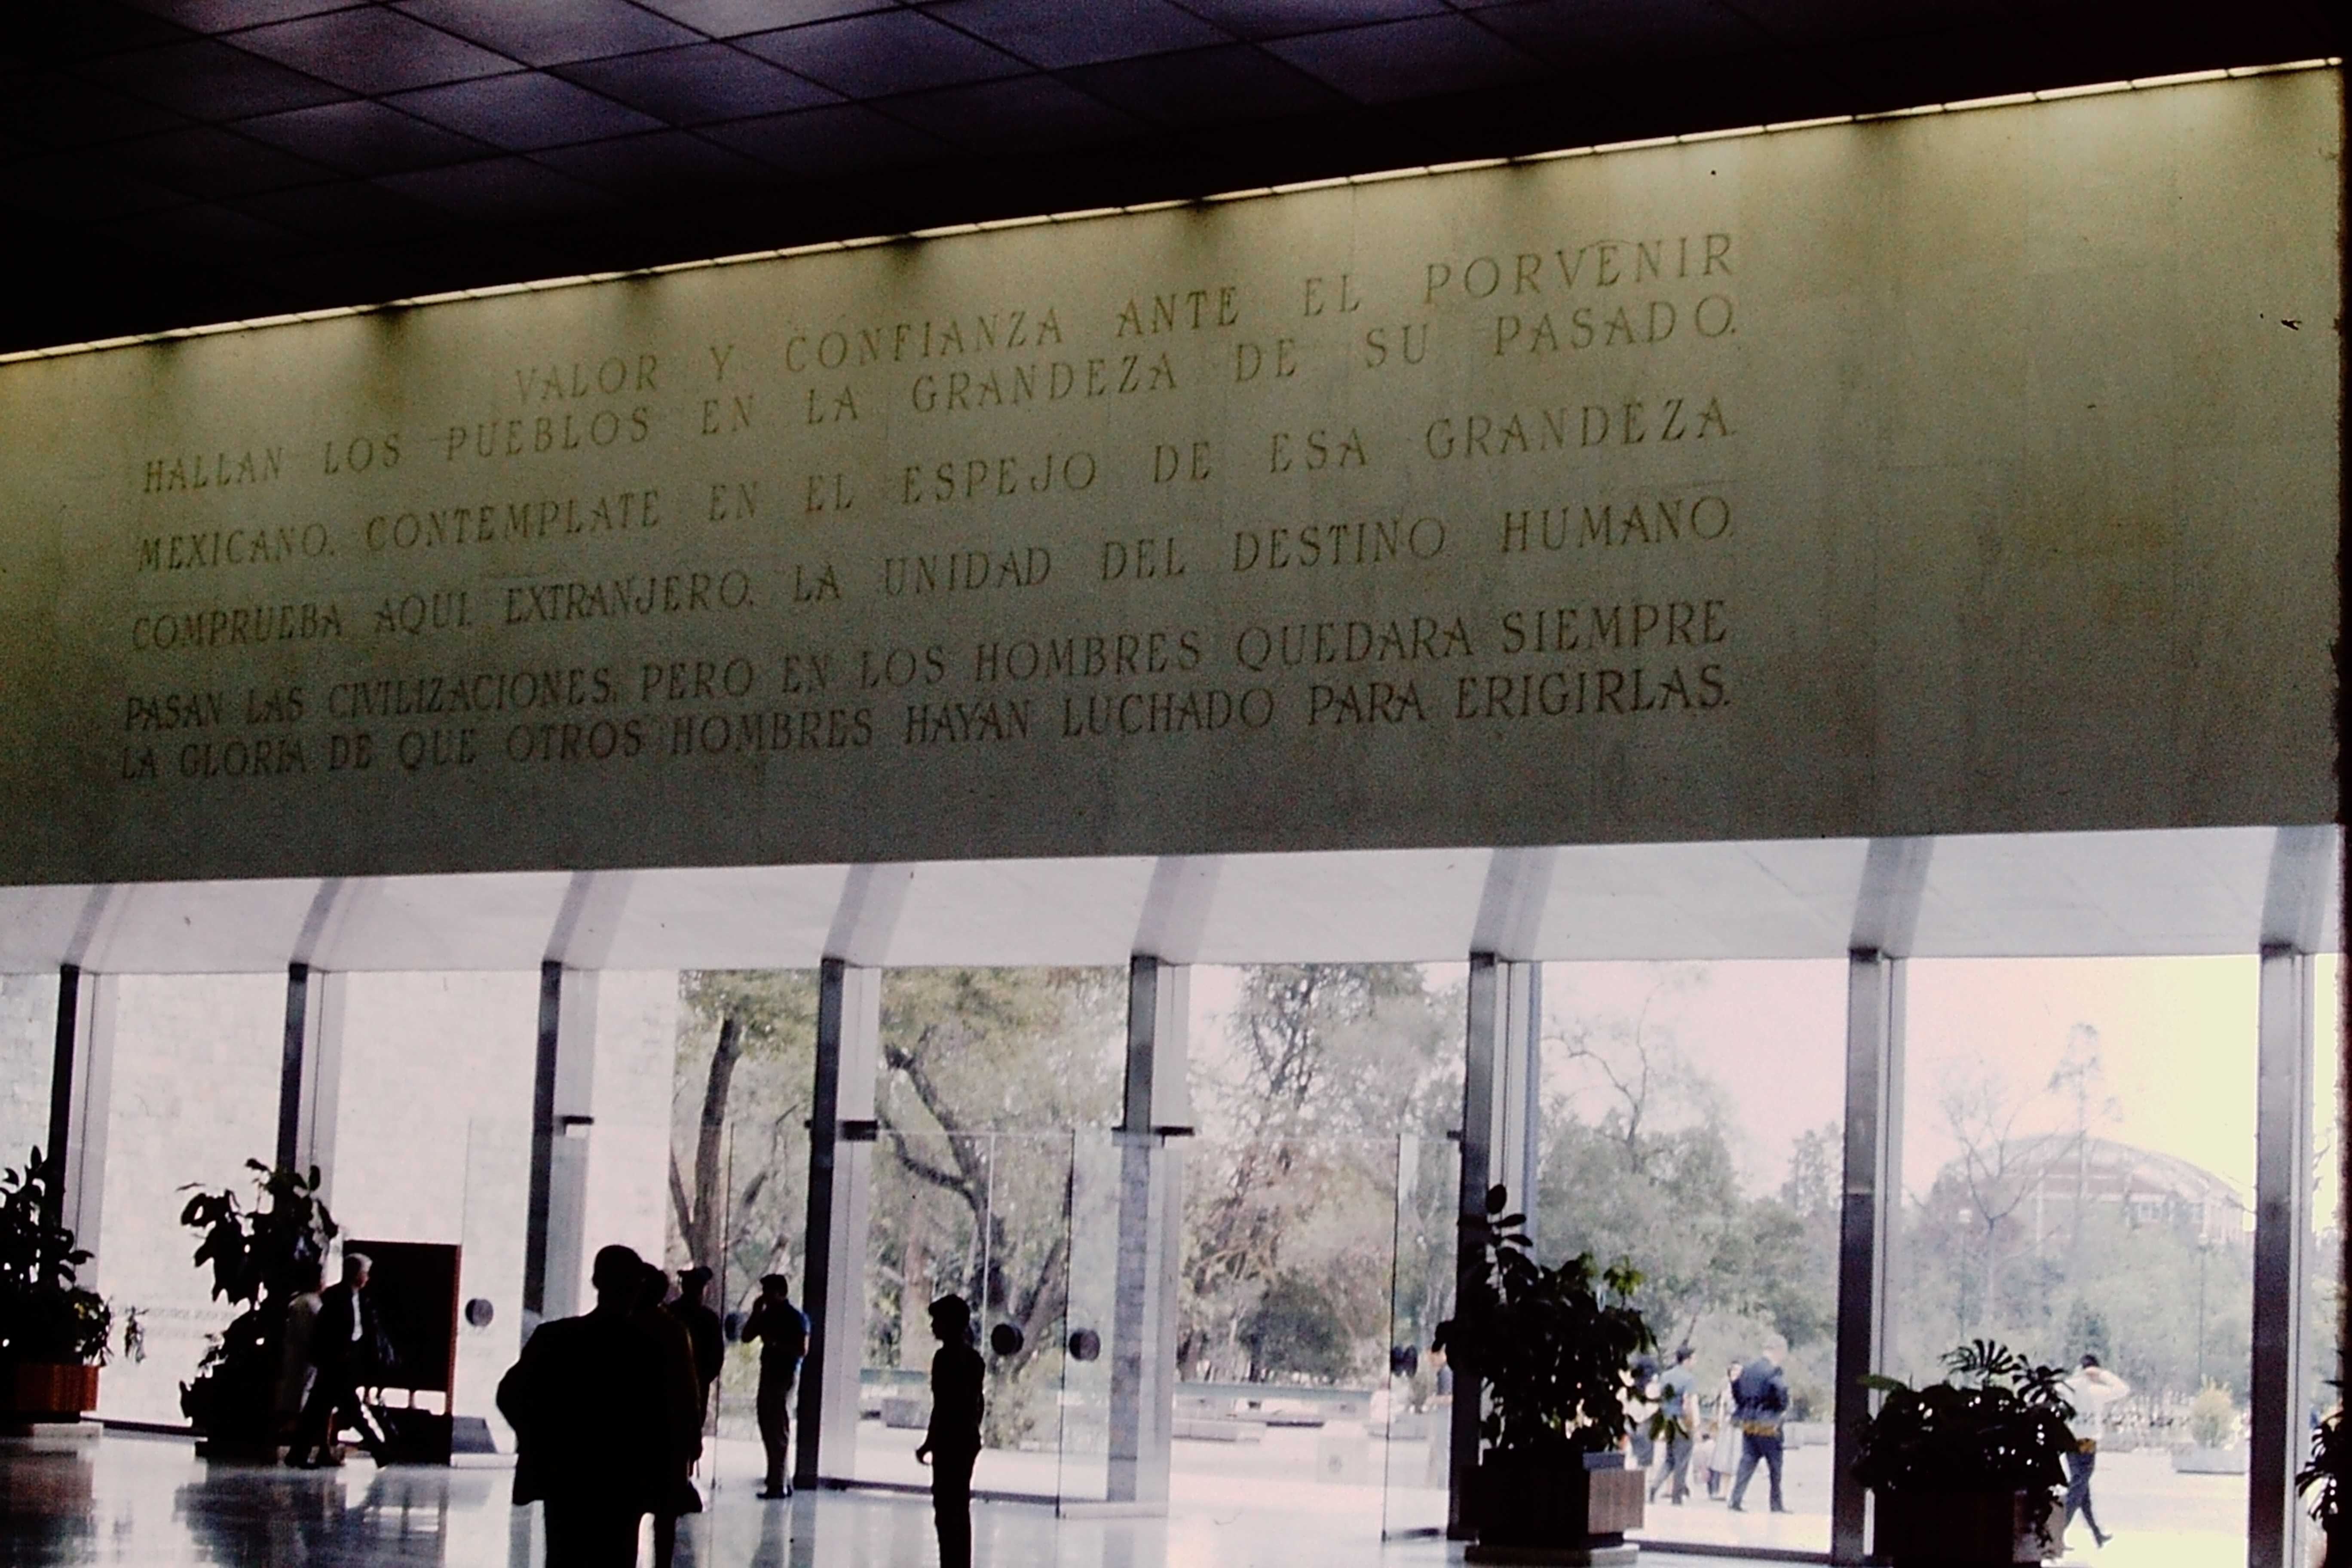 VALOR Y CONFIANZA ANTE EL PORVENIR
HALLAN LOS PUEBLOS EN LA GRANDEZA DE SU PASADO.
MEXICANO, CONTEMPLATE EN EL ESPEJO DE ESA GRANDEZA.
COMPRUEBA AQUI, EXTRANJERO, LA UNIDAD DEL DESTINO HUMANO.
PASAN LAS CIVILIZACIONES, PERO EN LOS HOMBRES QUEDARA SIEMPRE
LA GLORIA DE QUE OTROS HOMBRES HAYAN LUCHADO PARA ERIGIRLAS.